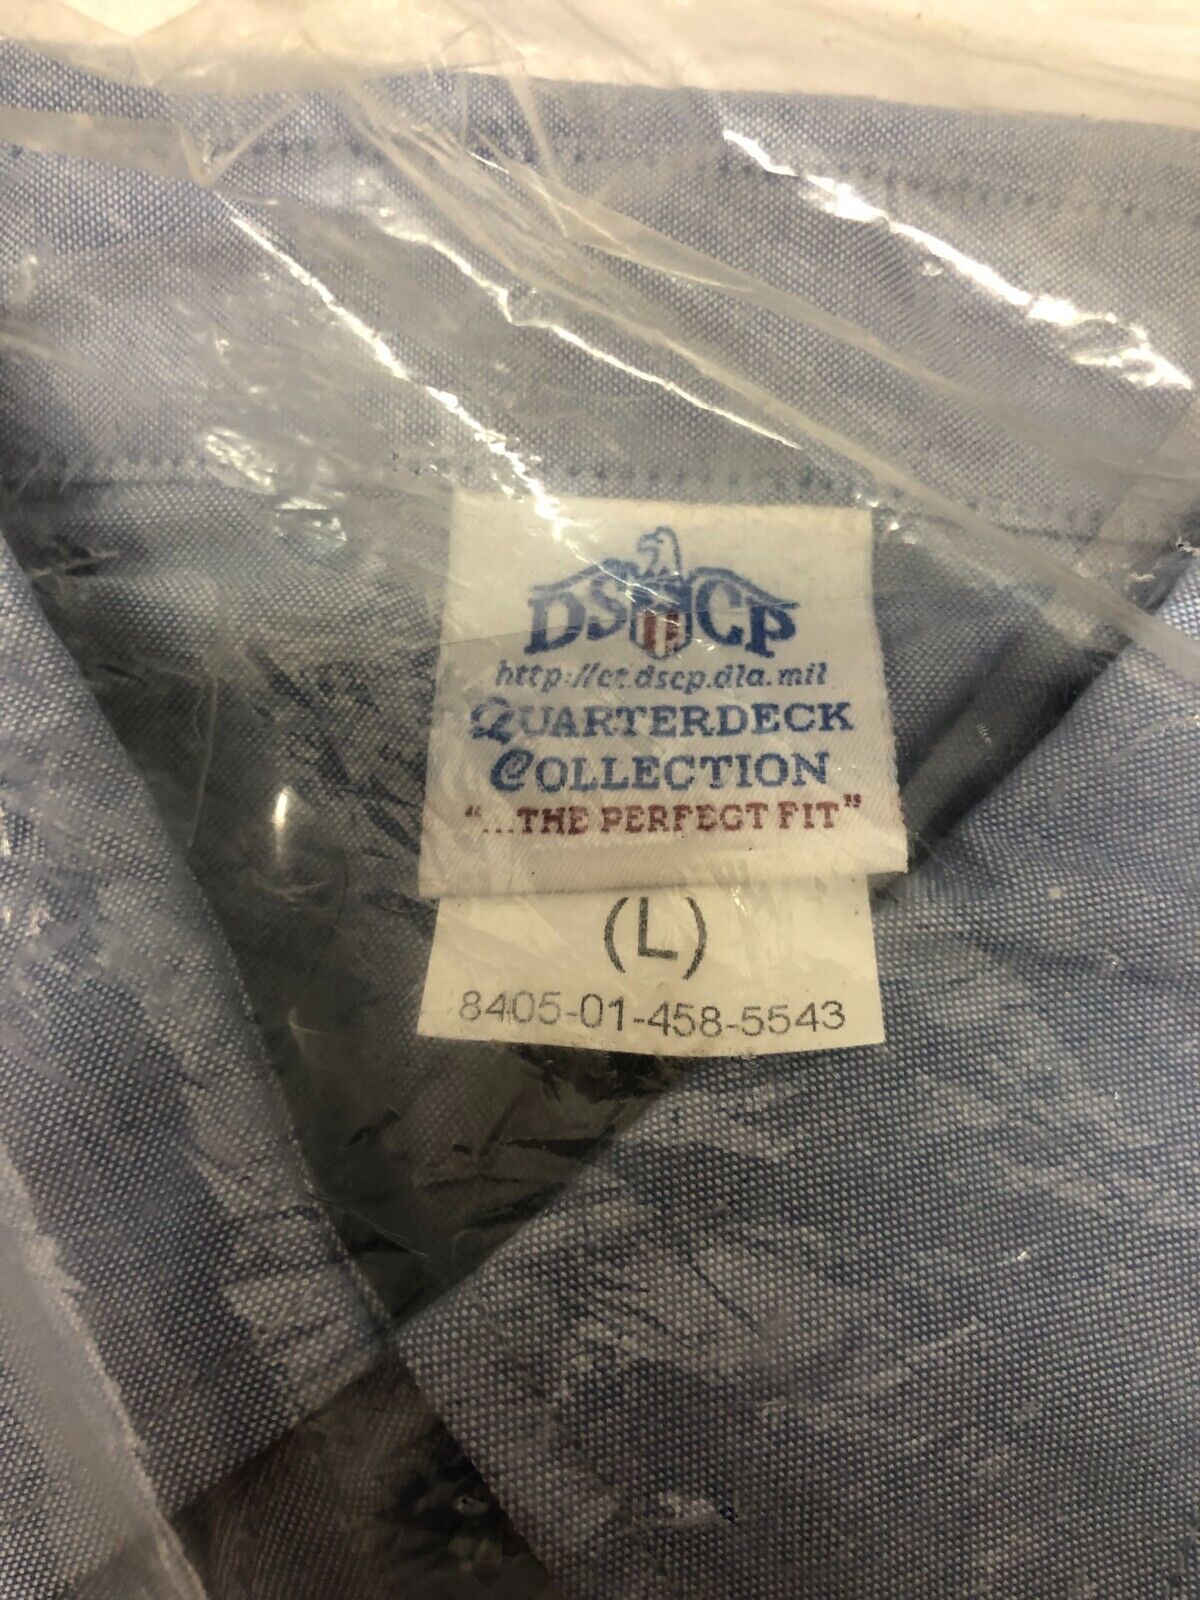 DSCP
http://ct.dscp.dla.mil
QUARTERDECK
COLLECTION
"...THE PERFECT FIT"
(L)
8405-01-458-5543